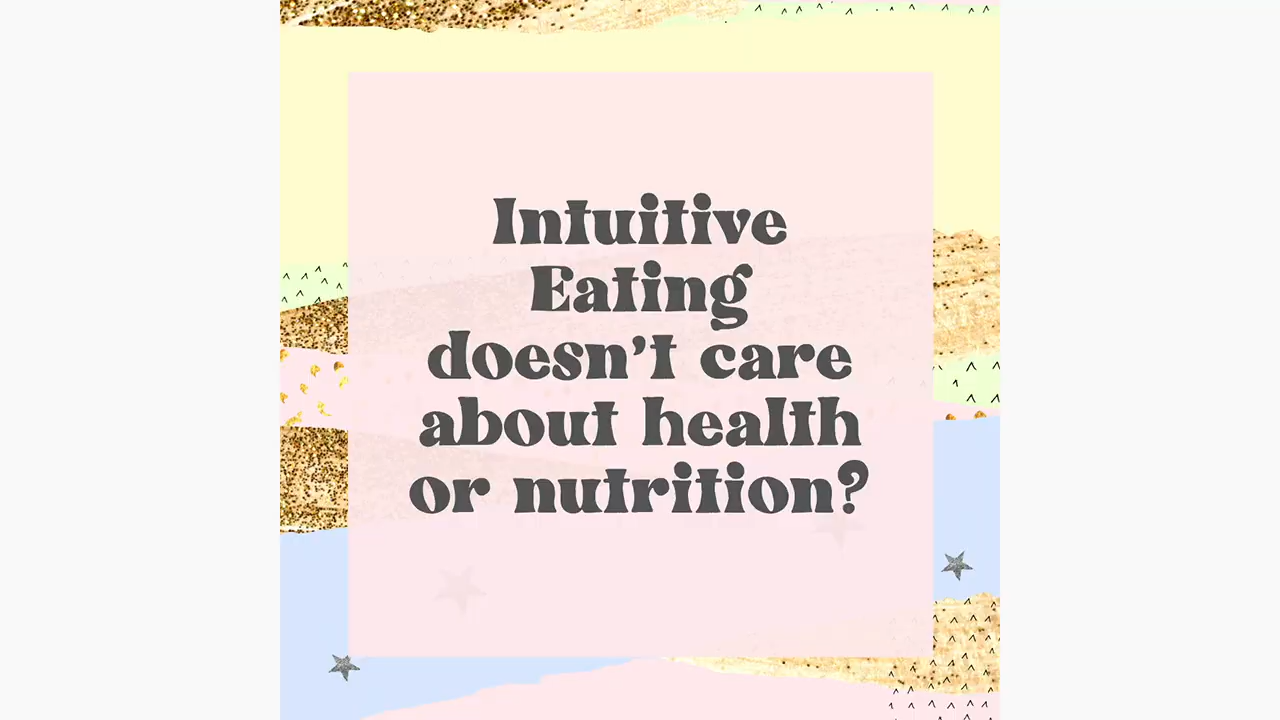 Intuitive
Eating
doesn't care
about health
or nutrition?